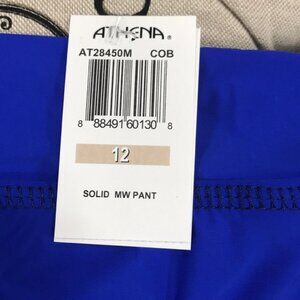 ATHENA®
AT28450M COB
8 88491 60130 8
12
SOLID MW PANT